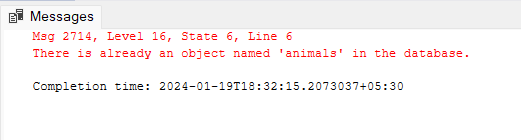 Messages
Msg 2714, Level 16, State 6, Line 6
There is already an object named 'animals' in the database.
Completion time: 2024-01-19T18:32:15.2073037+05:30